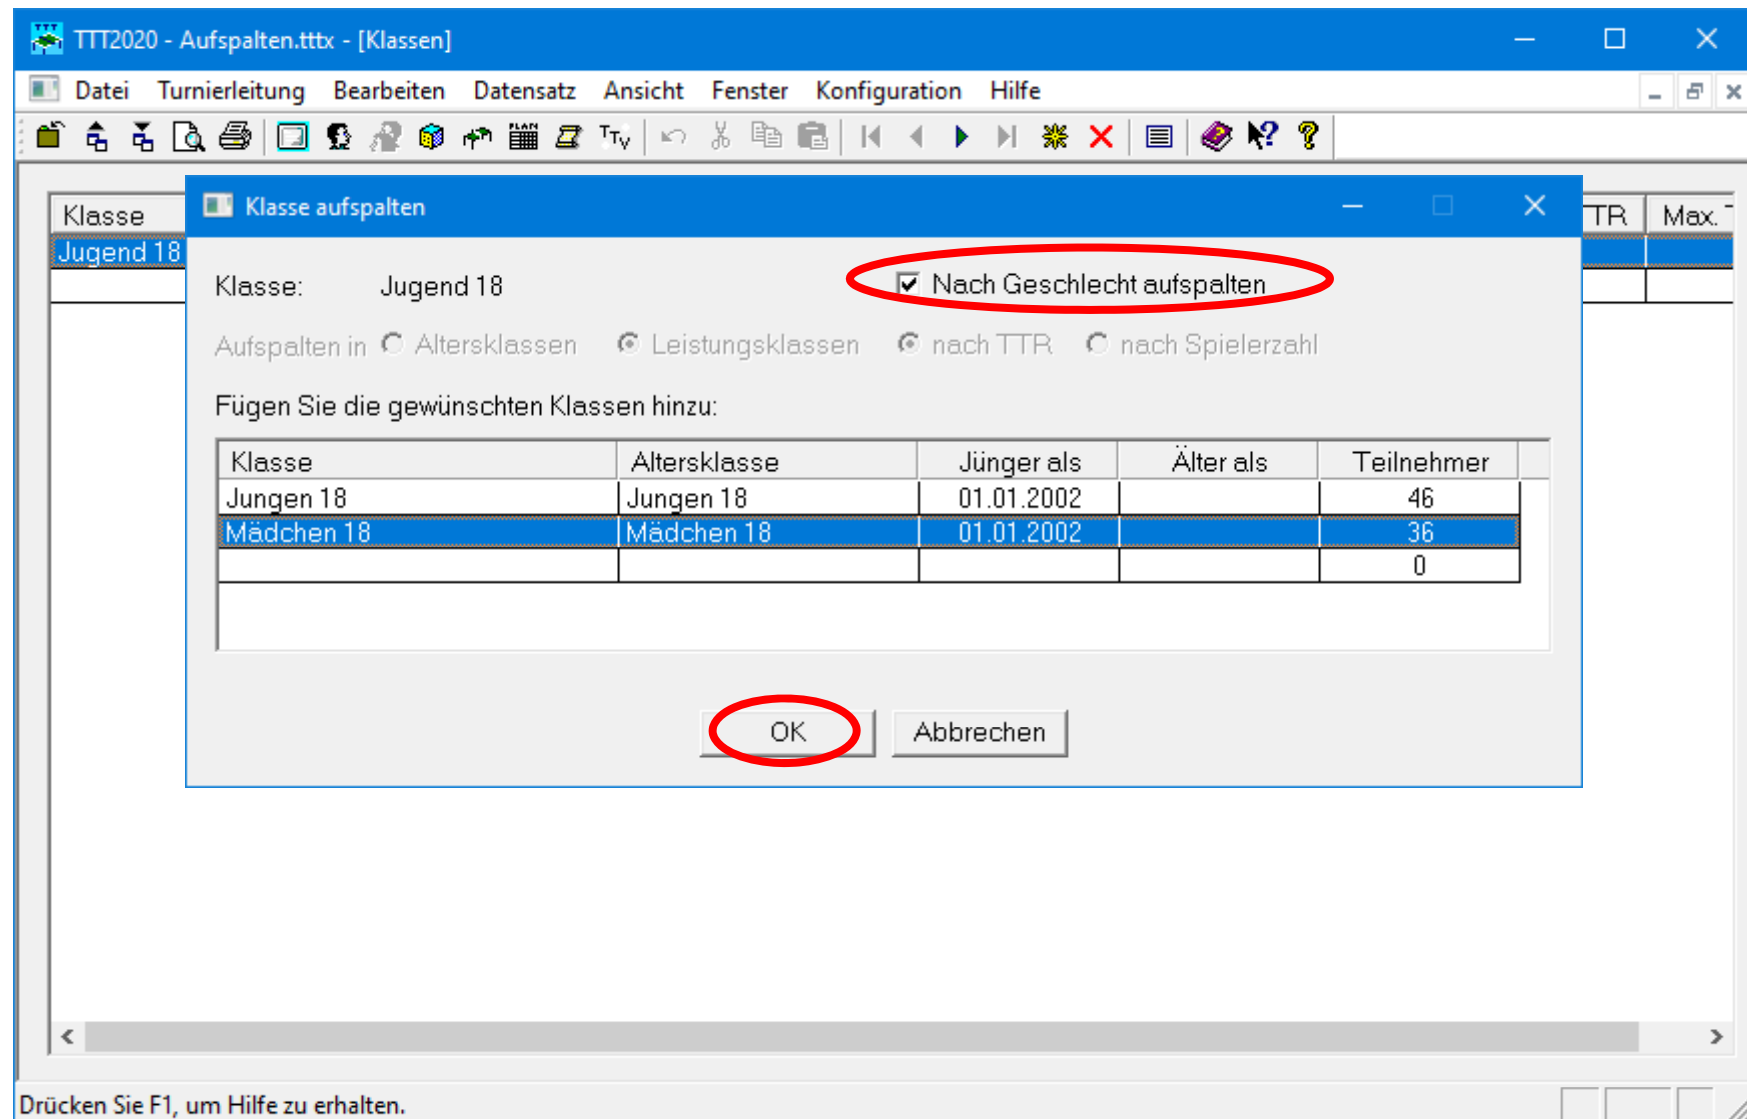 TTT2020 - Aufspalten.tttx - [Klassen]
Datei Turnierleitung Bearbeiten Datensatz Ansicht Fenster Konfiguration Hilfe
Klasse
Max.
Jugend 18
Klasse aufspalten
Klasse: Jugend 18
Nach Geschlecht aufspalten
Aufspalten in Altersklassen Leistungsklassen nach TTR nach Spielerzahl
Fügen Sie die gewünschten Klassen hinzu:
Klasse Altersklasse Jünger als Älter als Teilnehmer
Jungen 18 Jungen 18 01.01.2002 46
Mädchen 18 Mädchen 18 01.01.2002 36
0
OK Abbrechen
Drücken Sie F1, um Hilfe zu erhalten.